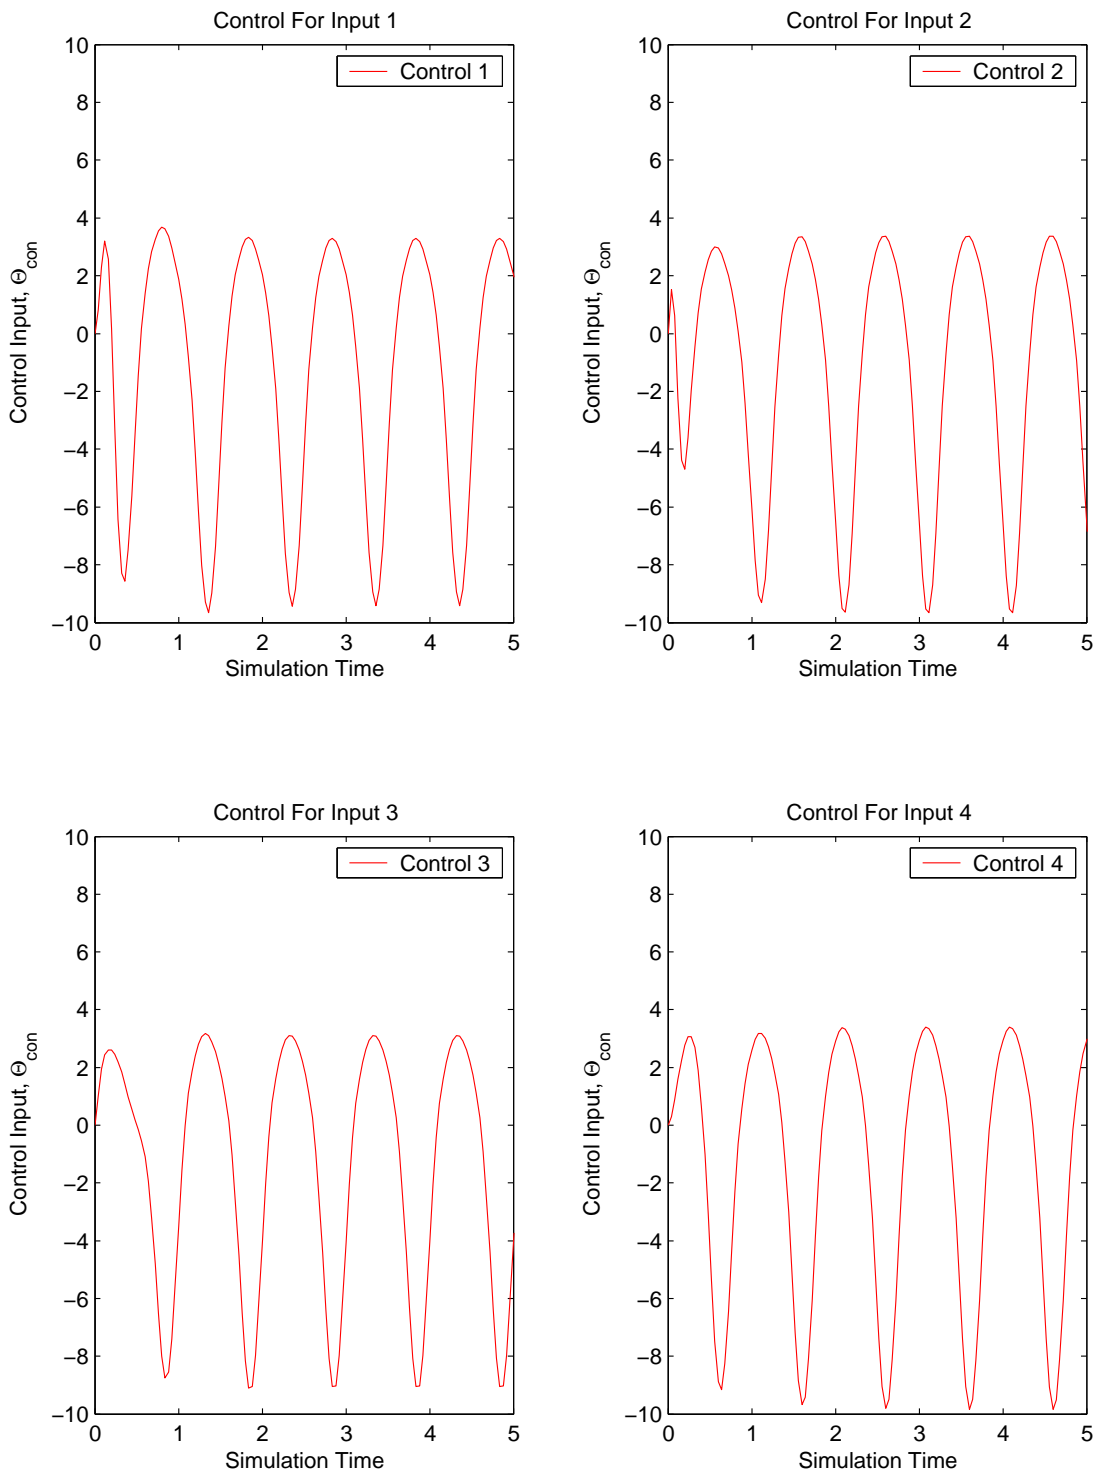 Control For Input 1
Control 1
10
8
6
4
2
0
−2
−4
−6
−8
−10
Control Input, Θcon
0 1 2 3 4 5
Simulation Time
Control For Input 2
Control 2
10
8
6
4
2
0
−2
−4
−6
−8
−10
Control Input, Θcon
0 1 2 3 4 5
Simulation Time
Control For Input 3
Control 3
10
8
6
4
2
0
−2
−4
−6
−8
−10
Control Input, Θcon
0 1 2 3 4 5
Simulation Time
Control For Input 4
Control 4
10
8
6
4
2
0
−2
−4
−6
−8
−10
Control Input, Θcon
0 1 2 3 4 5
Simulation Time